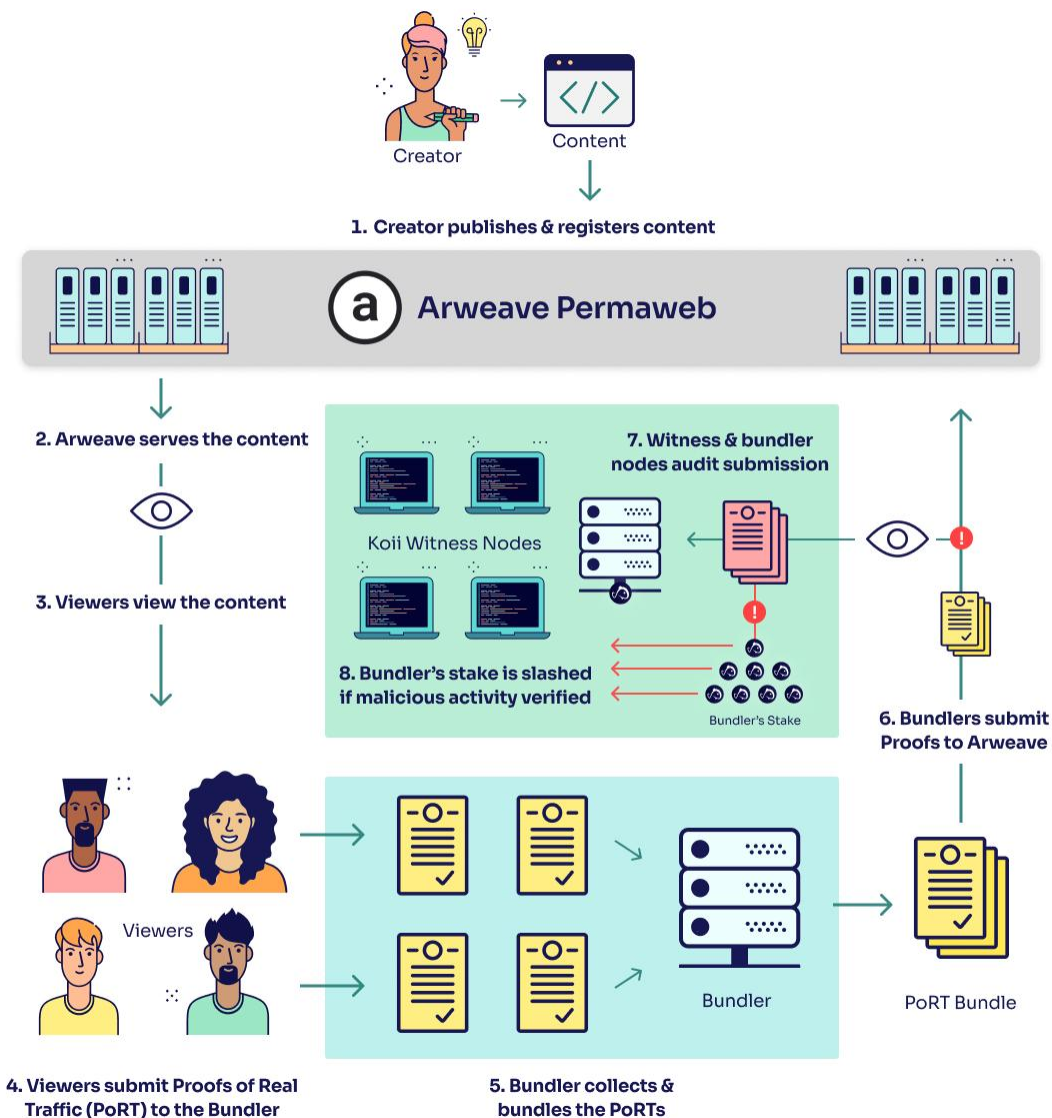 Creator
</>
Content
1. Creator publishes & registers content
a Arweave Permaweb
2. Arweave serves the content
3. Viewers view the content
7. Witness & bundler
nodes audit submission
Koii Witness Nodes
8. Bundler's stake is slashed
if malicious activity verified
!
Bundler's Stake
!
6. Bundlers submit
Proofs to Arweave
Viewers
Bundler
PoRT Bundle
4. Viewers submit Proofs of Real
Traffic (PoRT) to the Bundler
5. Bundler collects &
bundles the PoRTs